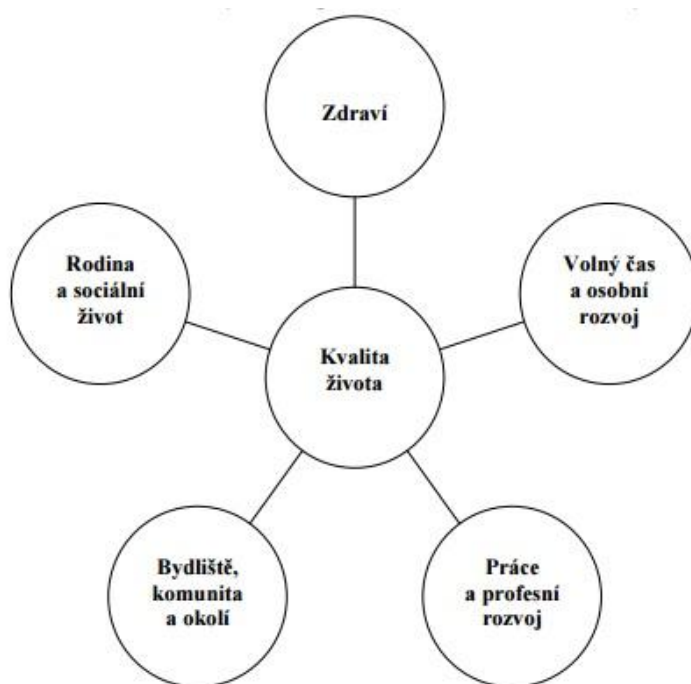 Zdraví
Rodina
a sociální
život
Volný čas
a osobní
rozvoj
Kvalita
života
Bydliště,
komunita
a okolí
Práce
a profesní
rozvoj